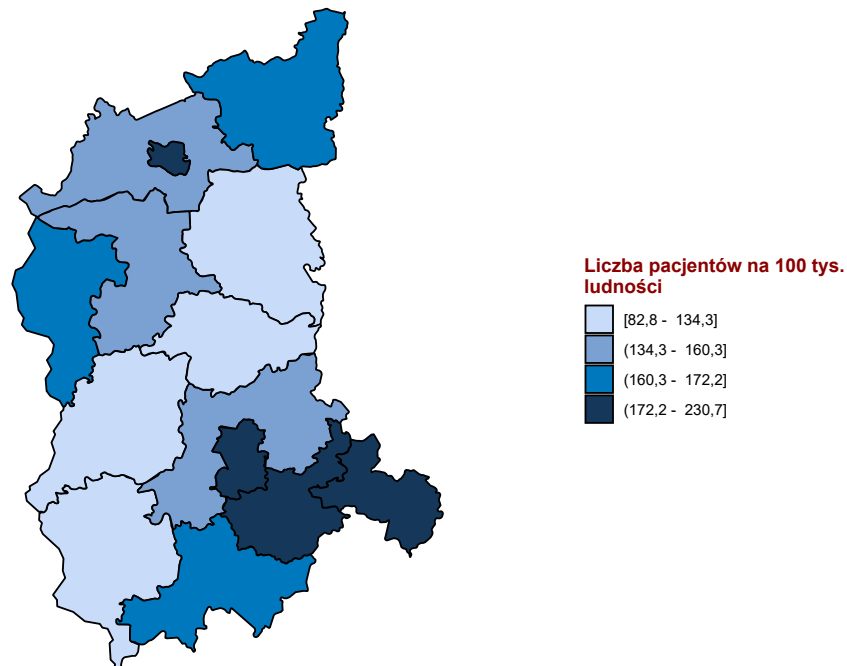 Liczba pacjentów na 100 tys.
ludności
[82,8 - 134,3]
(134,3 - 160,3]
(160,3 - 172,2]
(172,2 - 230,7]